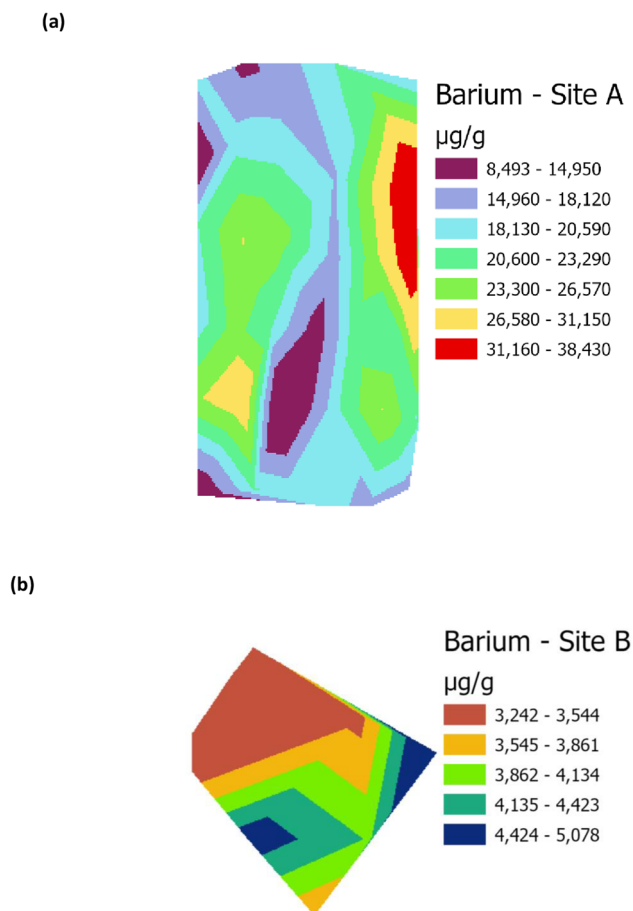 (a)
Barium - Site A
µg/g
8,493 - 14,950
14,960 - 18,120
18,130 - 20,590
20,600 - 23,290
23,300 - 26,570
26,580 - 31,150
31,160 - 38,430
(b)
Barium - Site B
µg/g
3,242 - 3,544
3,545 - 3,861
3,862 - 4,134
4,135 - 4,423
4,424 - 5,078